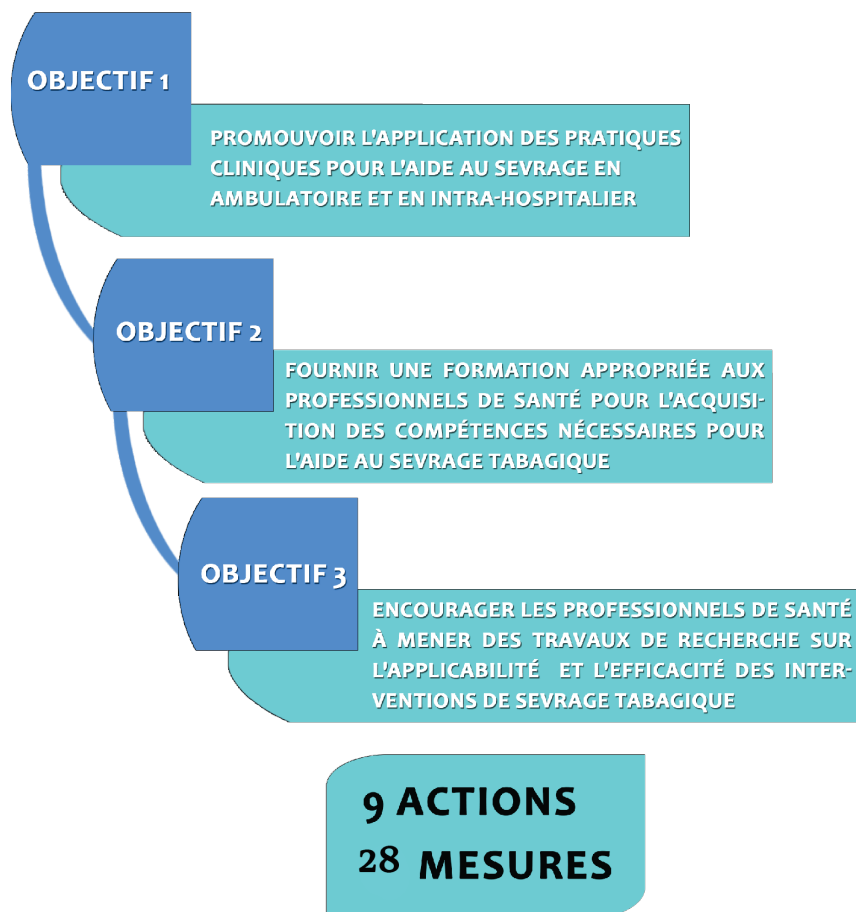 OBJECTIF 1
PROMOUVOIR L'APPLICATION DES PRATIQUES
CLINIQUES POUR L'AIDE AU SEVRAGE EN
AMBULATOIRE ET EN INTRA-HOSPITALIER
OBJECTIF 2
FOURNIR UNE FORMATION APPROPRIÉE AUX
PROFESSIONNELS DE SANTÉ POUR L'ACQUISI-
TION DES COMPÉTENCES NÉCESSAIRES POUR
L'AIDE AU SEVRAGE TABAGIQUE
OBJECTIF 3
ENCOURAGER LES PROFESSIONNELS DE SANTÉ
À MENER DES TRAVAUX DE RECHERCHE SUR
L'APPLICABILITÉ ET L'EFFICACITÉ DES INTER-
VENTIONS DE SEVRAGE TABAGIQUE
9 ACTIONS
28 MESURES